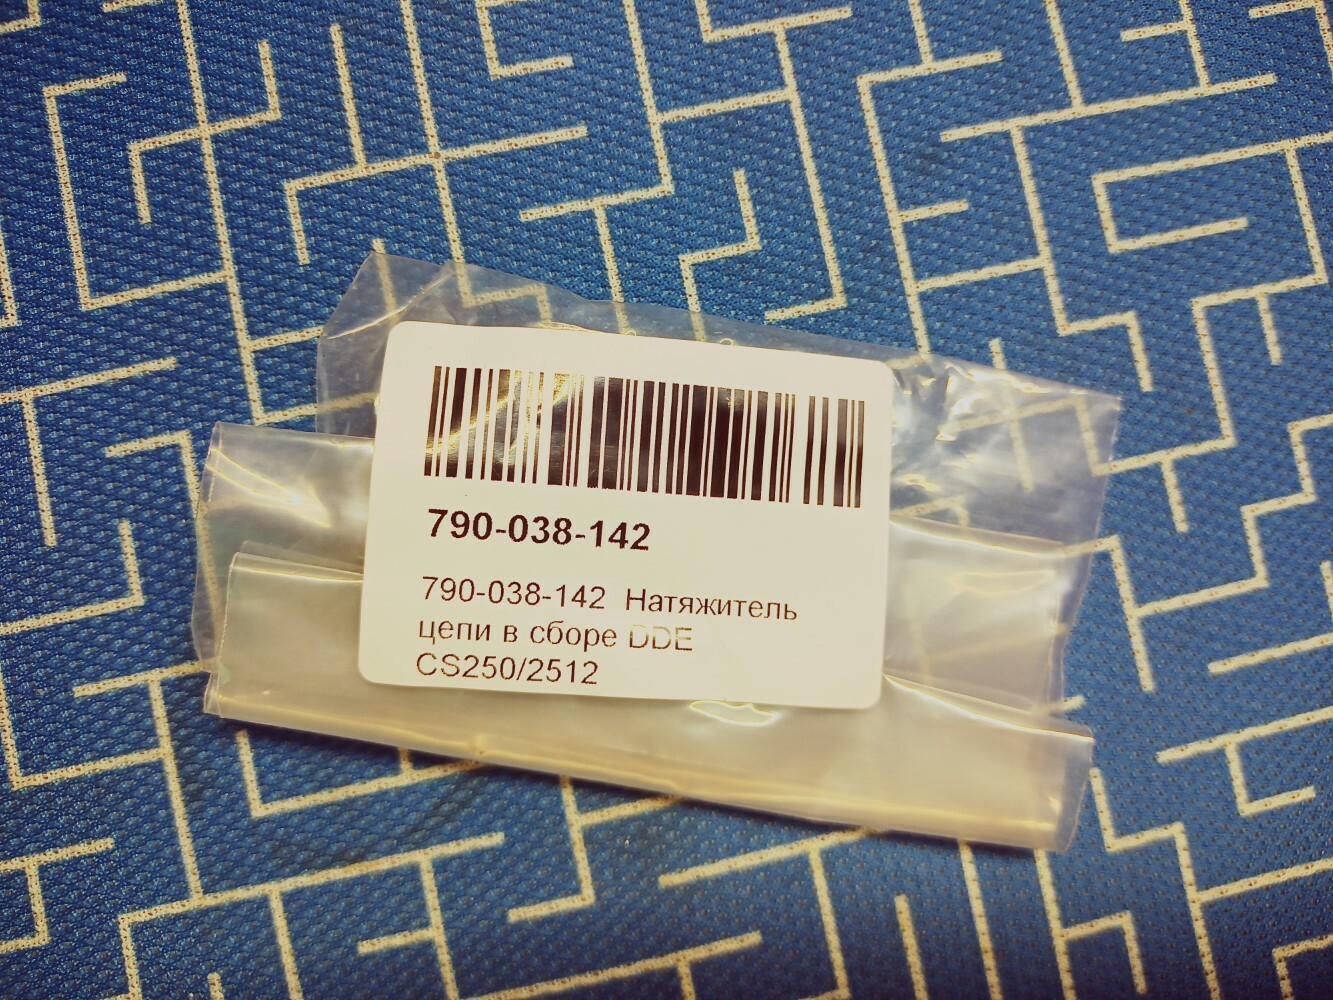 790-038-142
790-038-142 Натяжитель
цепи в сборе DDE
CS250/2512